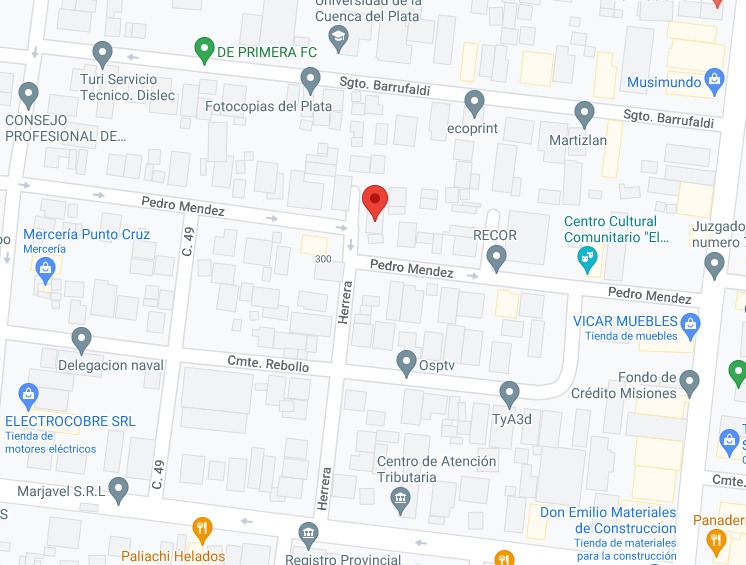 Universidad de la
Cuenca del Plata
DE PRIMERA FC
Turi Servicio
Tecnico. Dislec
Fotocopias del Plata
Sgto. Barrufaldi
Musimundo
CONSEJO
PROFESIONAL DE...
ecoprint
Martizlan
Sgto. Barrufaldi
Pedro Mendez
C. 49
Mercería Punto Cruz
Mercería
300
Herrera
Pedro Mendez
RECOR
Centro Cultural
Comunitario "El...
Juzgado
numero
Pedro Mendez
VICAR MUEBLES
Tienda de muebles
Delegacion naval
Cmte. Rebollo
Osptv
Fondo de
Crédito Misiones
TyA3d
ELECTROCOBRE SRL
Tienda de
motores eléctricos
C. 49
Marjavel S.R.L
Herrera
Centro de Atención
Tributaria
Cmte.
Don Emilio Materiales
de Construccion
Tienda de materiales
para la construcción
Panader
Paliachi Helados
Registro Provincial